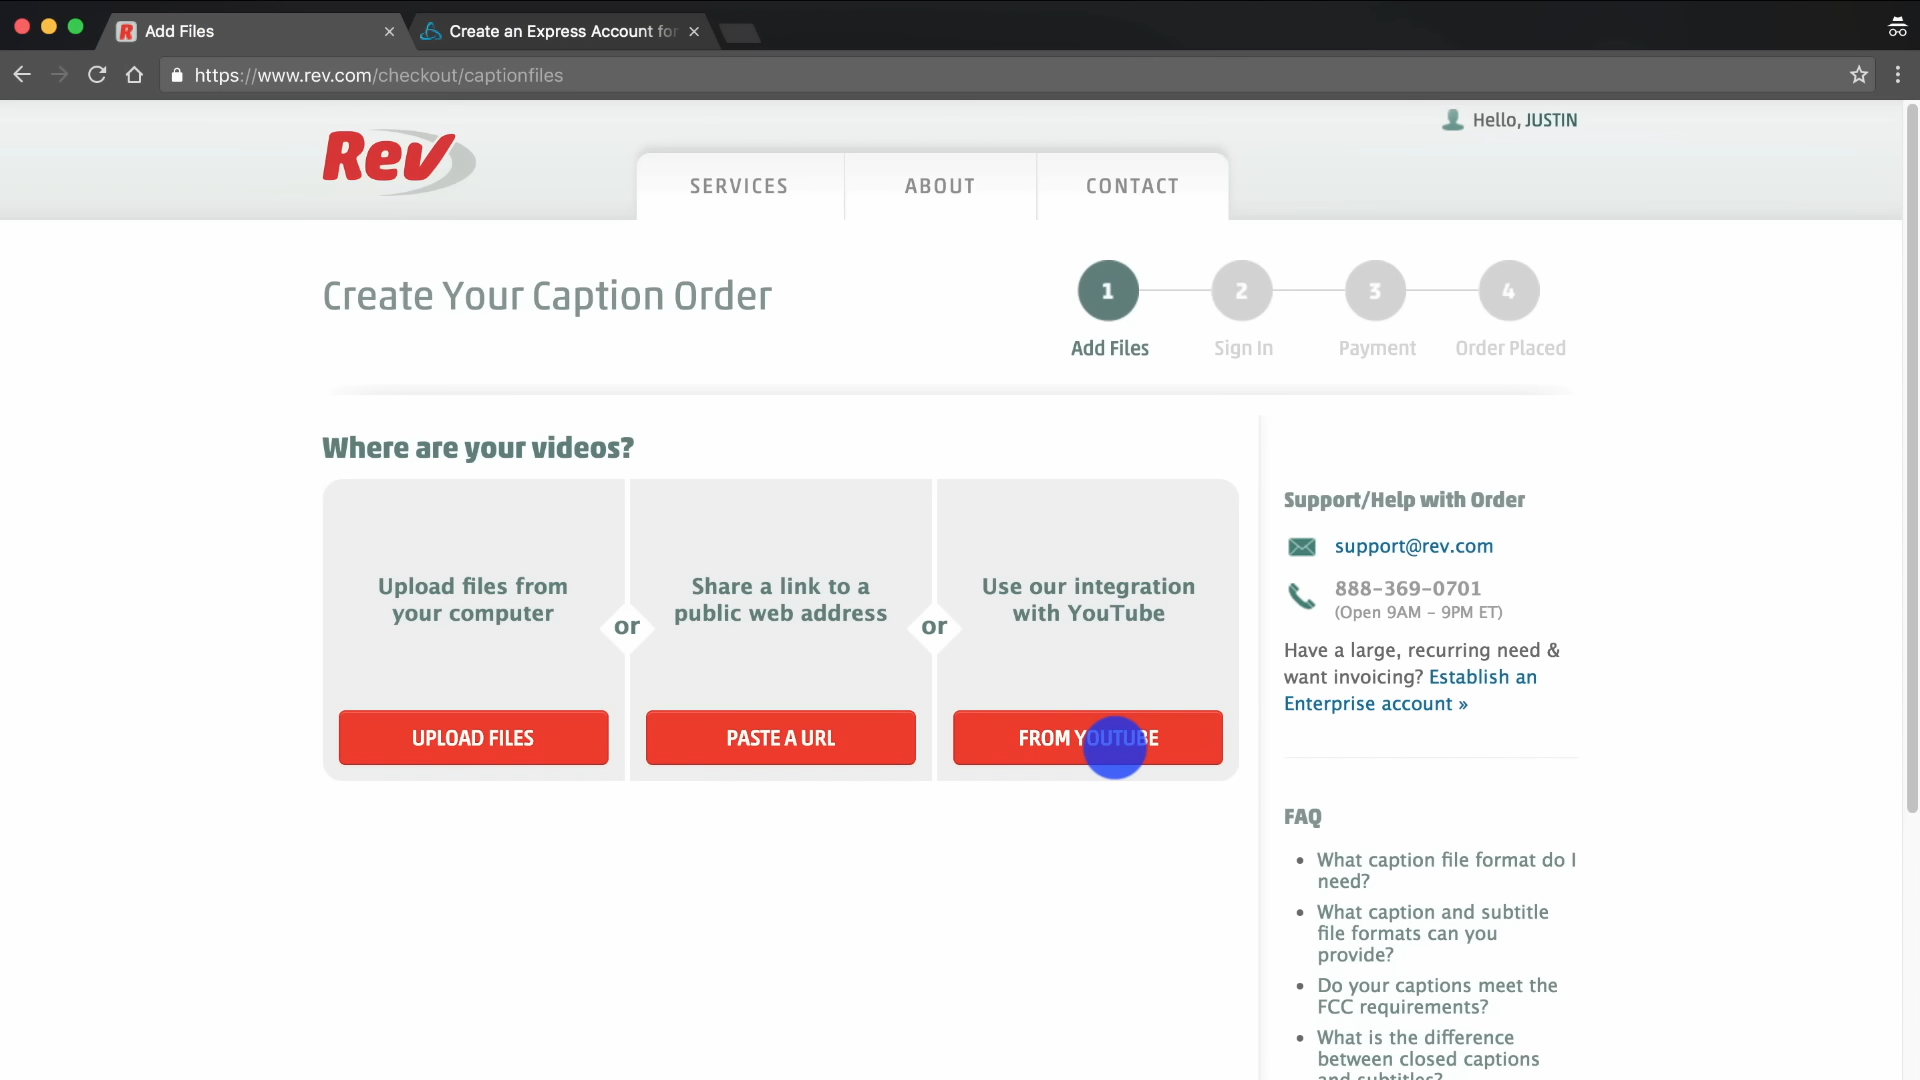 Add Files
Create an Express Account for
https://www.rev.com/checkout/captionfiles
Hello, JUSTIN
Rev
SERVICES
ABOUT
CONTACT
Create Your Caption Order
1
2
3
4
Add Files
Sign In
Payment
Order Placed
Where are your videos?
Upload files from
your computer
UPLOAD FILES
or
Share a link to a
public web address
PASTE A URL
or
Use our integration
with YouTube
FROM YOUTUBE
Support/Help with Order
support@rev.com
888-369-0701
(Open 9AM - 9PM ET)
Have a large, recurring need &
want invoicing? Establish an
Enterprise account »
FAQ
What caption file format do I
need?
What caption and subtitle
file formats can you
provide?
Do your captions meet the
FCC requirements?
What is the difference
between closed captions
and subtitles?